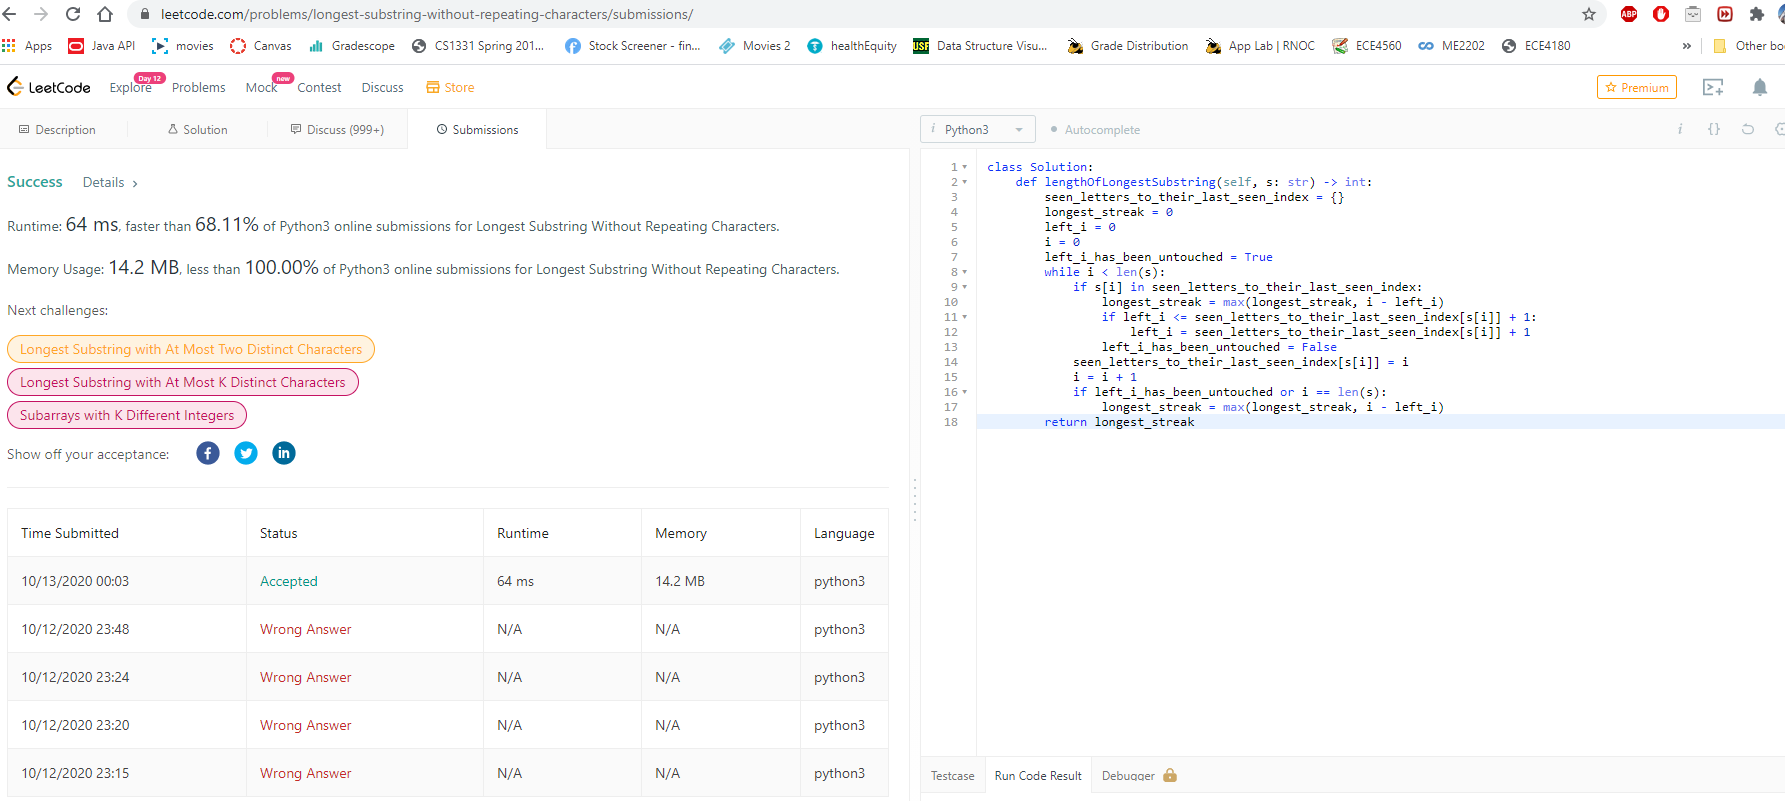 leetcode.com/problems/longest-substring-without-repeating-characters/submissions/
ABP
Apps Java API movies Canvas Gradescope CS1331 Spring 201... Stock Screener - fin... Movies 2 healthEquity USF Data Structure Visu... Grade Distribution App Lab | RNOC ECE4560 ME2202 ECE4180 » Other bo
LeetCode Explore Day 12 Problems Mock new Contest Discuss Store Premium
Description Solution Discuss (999+) Submissions
Success Details >
Runtime: 64 ms, faster than 68.11% of Python3 online submissions for Longest Substring Without Repeating Characters.
Memory Usage: 14.2 MB, less than 100.00% of Python3 online submissions for Longest Substring Without Repeating Characters.
Next challenges:
Longest Substring with At Most Two Distinct Characters
Longest Substring with At Most K Distinct Characters
Subarrays with K Different Integers
Show off your acceptance:
Time Submitted Status Runtime Memory Language
10/13/2020 00:03 Accepted 64 ms 14.2 MB python3
10/12/2020 23:48 Wrong Answer N/A N/A python3
10/12/2020 23:24 Wrong Answer N/A N/A python3
10/12/2020 23:20 Wrong Answer N/A N/A python3
10/12/2020 23:15 Wrong Answer N/A N/A python3
i Python3 Autocomplete i {}
1 class Solution:
2 def lengthOfLongestSubstring(self, s: str) -> int:
3 seen_letters_to_their_last_seen_index = {}
4 longest_streak = 0
5 left_i = 0
6 i = 0
7 left_i_has_been_untouched = True
8 while i < len(s):
9 if s[i] in seen_letters_to_their_last_seen_index:
10 longest_streak = max(longest_streak, i - left_i)
11 if left_i <= seen_letters_to_their_last_seen_index[s[i]] + 1:
12 left_i = seen_letters_to_their_last_seen_index[s[i]] + 1
13 left_i_has_been_untouched = False
14 seen_letters_to_their_last_seen_index[s[i]] = i
15 i = i + 1
16 if left_i_has_been_untouched or i == len(s):
17 longest_streak = max(longest_streak, i - left_i)
18 return longest_streak
Testcase Run Code Result Debugger